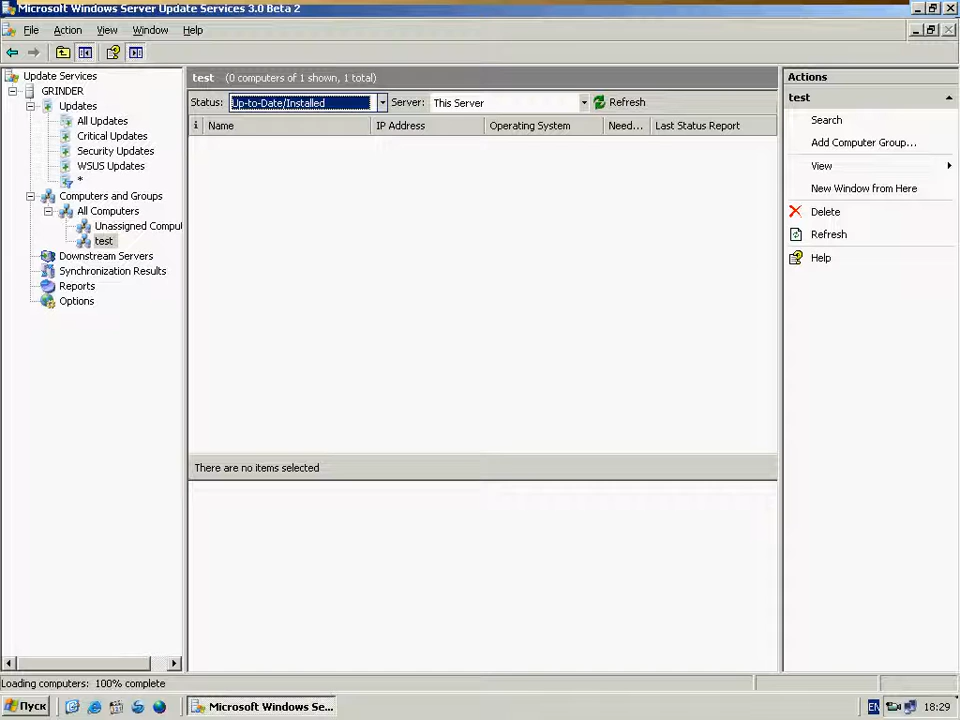 Microsoft Windows Server Update Services 3.0 Beta 2
File Action View Window Help
Update Services
GRINDER
Updates
All Updates
Critical Updates
Security Updates
WSUS Updates
*
Computers and Groups
All Computers
Unassigned Comput
test
Downstream Servers
Synchronization Results
Reports
Options
test (0 computers of 1 shown, 1 total)
Status: Up-to-Date/Installed Server: This Server Refresh
i Name IP Address Operating System Need... Last Status Report
There are no items selected
Actions
test
Search
Add Computer Group...
View
New Window from Here
Delete
Refresh
Help
Loading computers: 100% complete
Пуск Microsoft Windows Se... EN 18:29